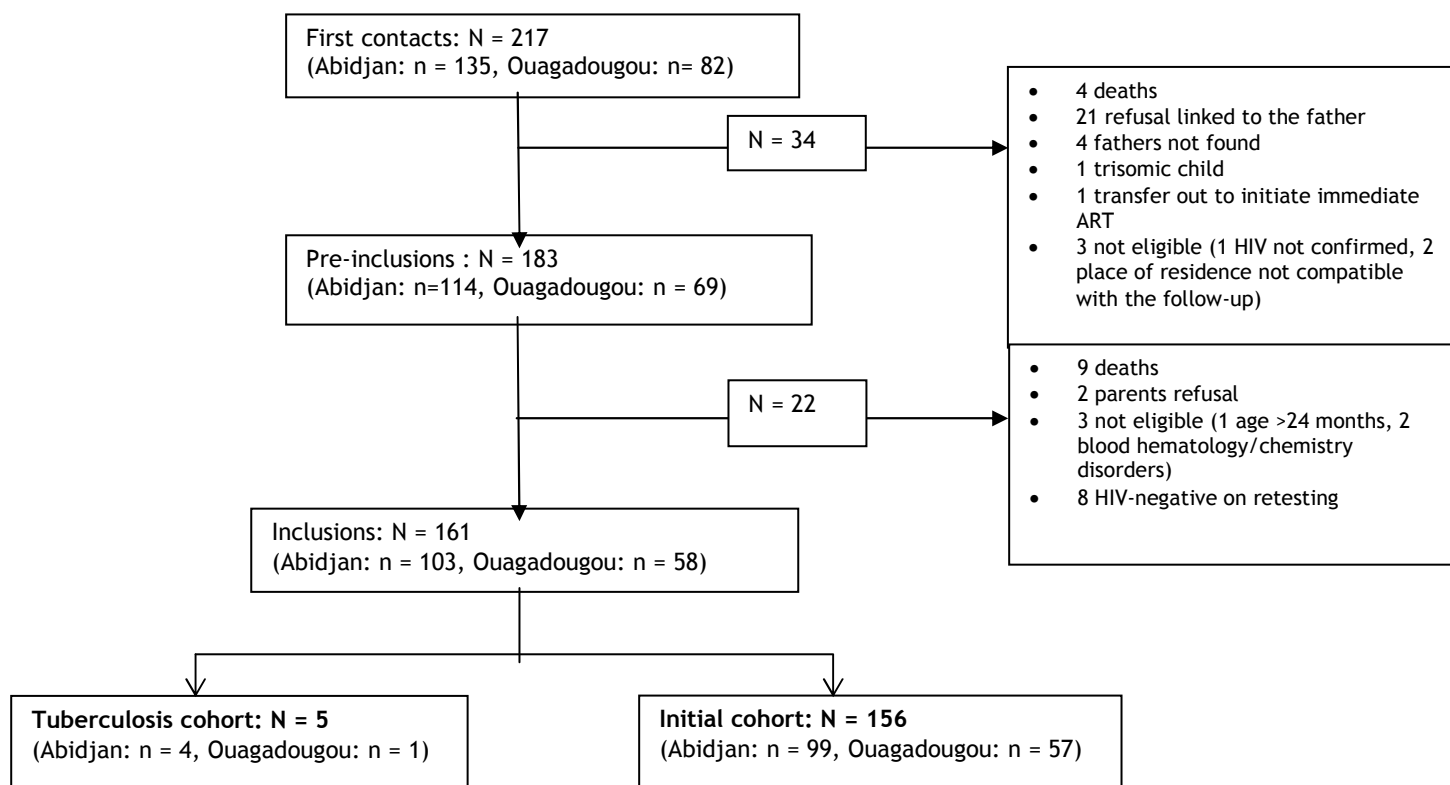 First contacts: N = 217
(Abidjan: n = 135, Ouagadougou: n= 82)
N = 34
• 4 deaths
• 21 refusal linked to the father
• 4 fathers not found
• 1 trisomic child
• 1 transfer out to initiate immediate
ART
• 3 not eligible (1 HIV not confirmed, 2
place of residence not compatible
with the follow-up)
Pre-inclusions : N = 183
(Abidjan: n=114, Ouagadougou: n = 69)
N = 22
• 9 deaths
• 2 parents refusal
• 3 not eligible (1 age >24 months, 2
blood hematology/chemistry
disorders)
• 8 HIV-negative on retesting
Inclusions: N = 161
(Abidjan: n = 103, Ouagadougou: n = 58)
Tuberculosis cohort: N = 5
(Abidjan: n = 4, Ouagadougou: n = 1)
Initial cohort: N = 156
(Abidjan: n = 99, Ouagadougou: n = 57)